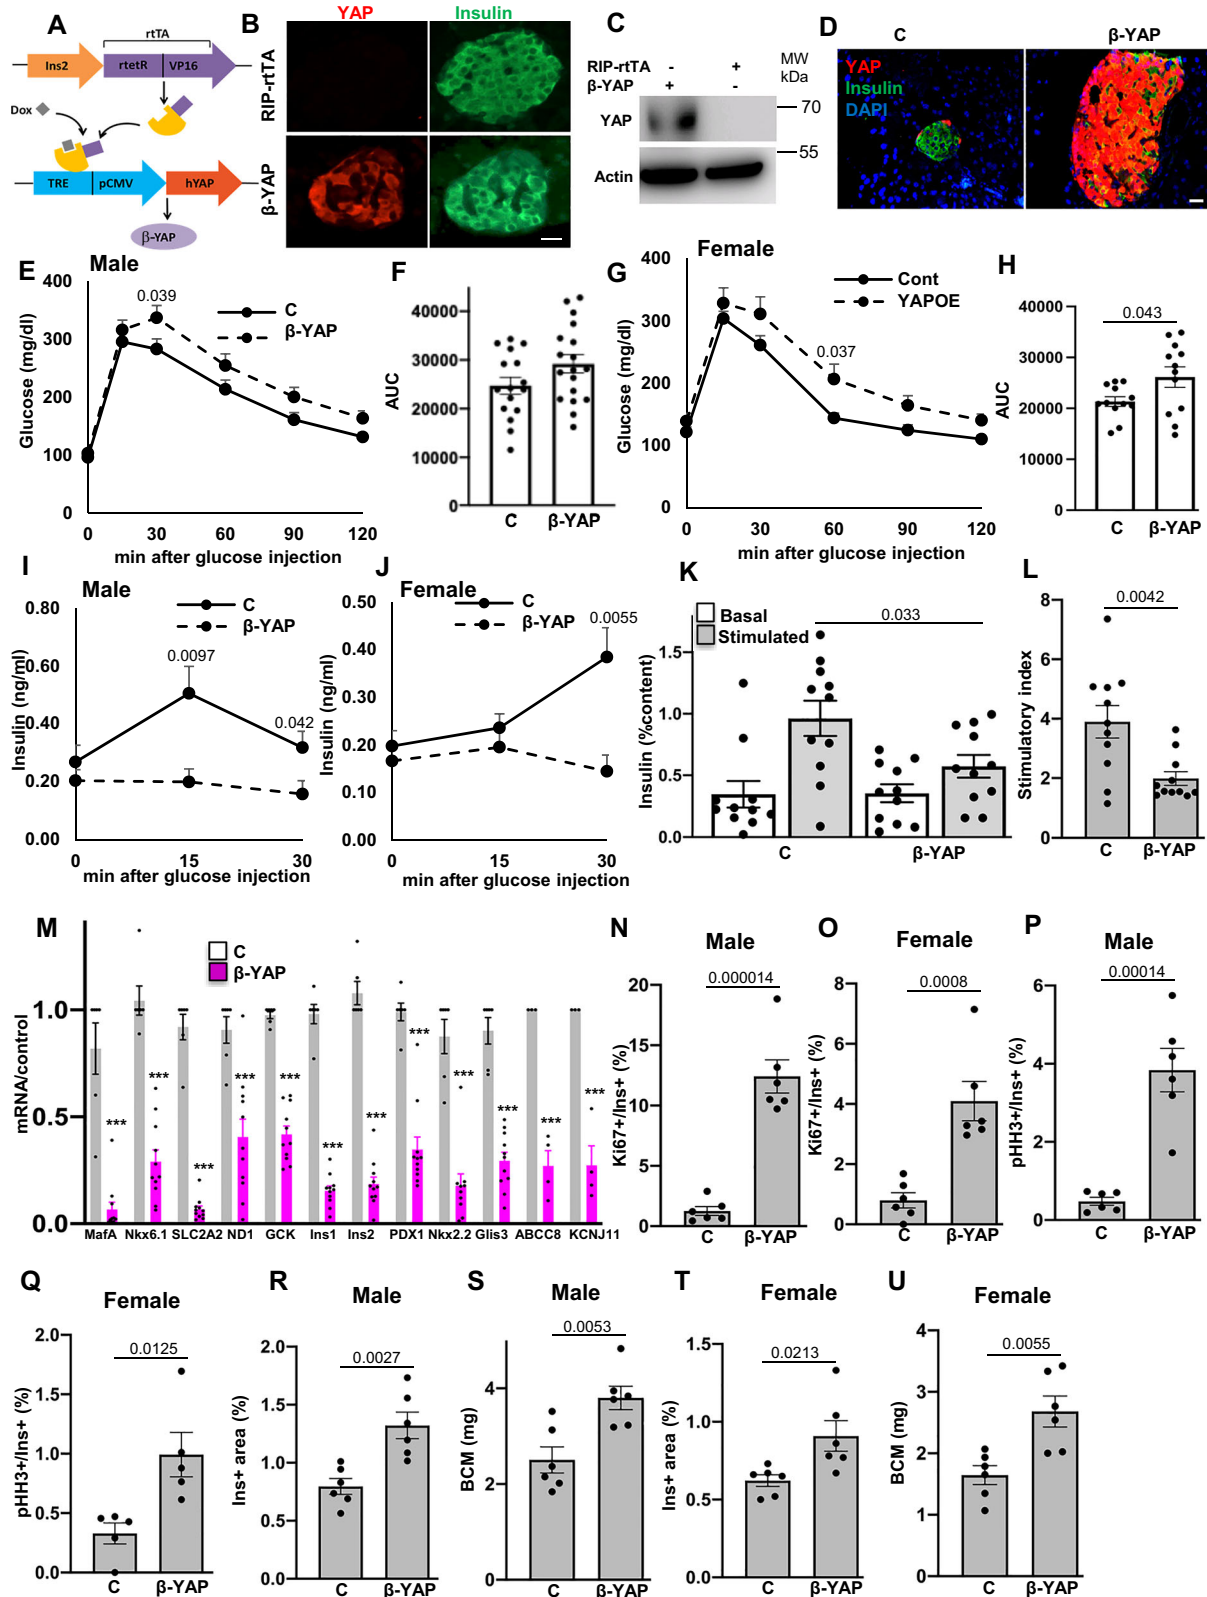 A
rtTA
Ins2
rtetR
VP16
Dox
TRE
pCMV
hYAP
β-YAP
B
YAP
Insulin
RIP-rtTA
β-YAP
C
RIP-rtTA - +
β-YAP + -
MW
kDa
YAP
70
55
Actin
D
C
β-YAP
YAP
Insulin
DAPI
E
Male
Glucose (mg/dl)
400
300
200
100
0
0.039
C
β-YAP
0 30 60 90 120
min after glucose injection
F
AUC
40000
30000
20000
10000
0
C β-YAP
G
Female
Glucose (mg/dl)
400
300
200
100
0
0.037
Cont
YAPOE
0 30 60 90 120
min after glucose injection
H
AUC
40000
30000
20000
10000
0
0.043
C β-YAP
I
Male
Insulin (ng/ml)
0.80
0.60
0.40
0.20
0.00
C
β-YAP
0.0097
0.042
0 15 30
min after glucose injection
J
Female
Insulin (ng/ml)
0.50
0.40
0.30
0.20
0.10
0.00
C
β-YAP
0.0055
0 15 30
min after glucose injection
K
Insulin (%content)
Basal
Stimulated
0.033
1.5
1.0
0.5
0.0
C β-YAP
L
Stimulatory index
8
6
4
2
0
0.0042
C β-YAP
M
mRNA/control
C
β-YAP
1.0
0.5
0.0
*** *** *** *** *** *** *** *** *** *** *** ***
MafA Nkx6.1 SLC2A2 ND1 GCK Ins1 Ins2 PDX1 Nkx2.2 Glis3 ABCC8 KCNJ11
N
Male
Ki67+/Ins+ (%)
20
15
10
5
0
0.000014
C β-YAP
O
Female
Ki67+/Ins+ (%)
8
6
4
2
0
0.0008
C β-YAP
P
Male
pHH3+/Ins+ (%)
6
4
2
0
0.00014
C β-YAP
Q
Female
pHH3+/Ins+ (%)
2.0
1.5
1.0
0.5
0.0
0.0125
C β-YAP
R
Male
Ins+ area (%)
2.0
1.5
1.0
0.5
0.0
0.0027
C β-YAP
S
Male
BCM (mg)
4
2
0
0.0053
C β-YAP
T
Female
Ins+ area (%)
1.5
1.0
0.5
0.0
0.0213
C β-YAP
U
Female
BCM (mg)
4
3
2
1
0
0.0055
C β-YAP